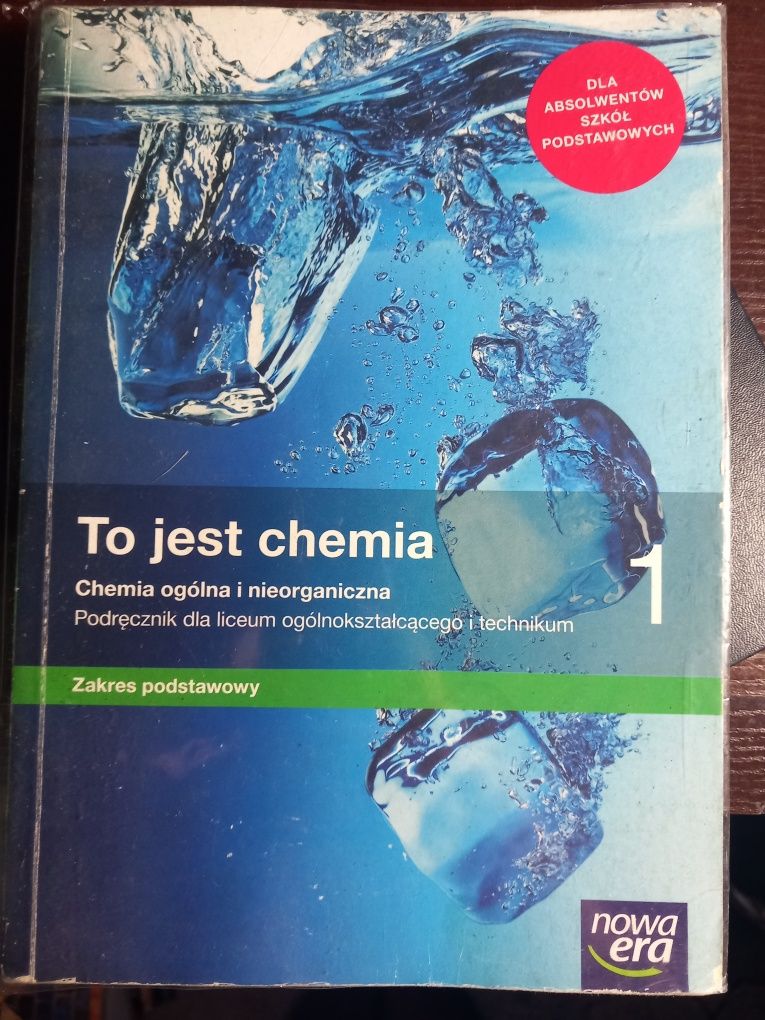 DLA
ABSOLWENTÓW
SZKÓŁ
PODSTAWOWYCH
To jest chemia
1
Chemia ogólna i nieorganiczna
Podręcznik dla liceum ogólnokształcącego i technikum
Zakres podstawowy
nowa
era